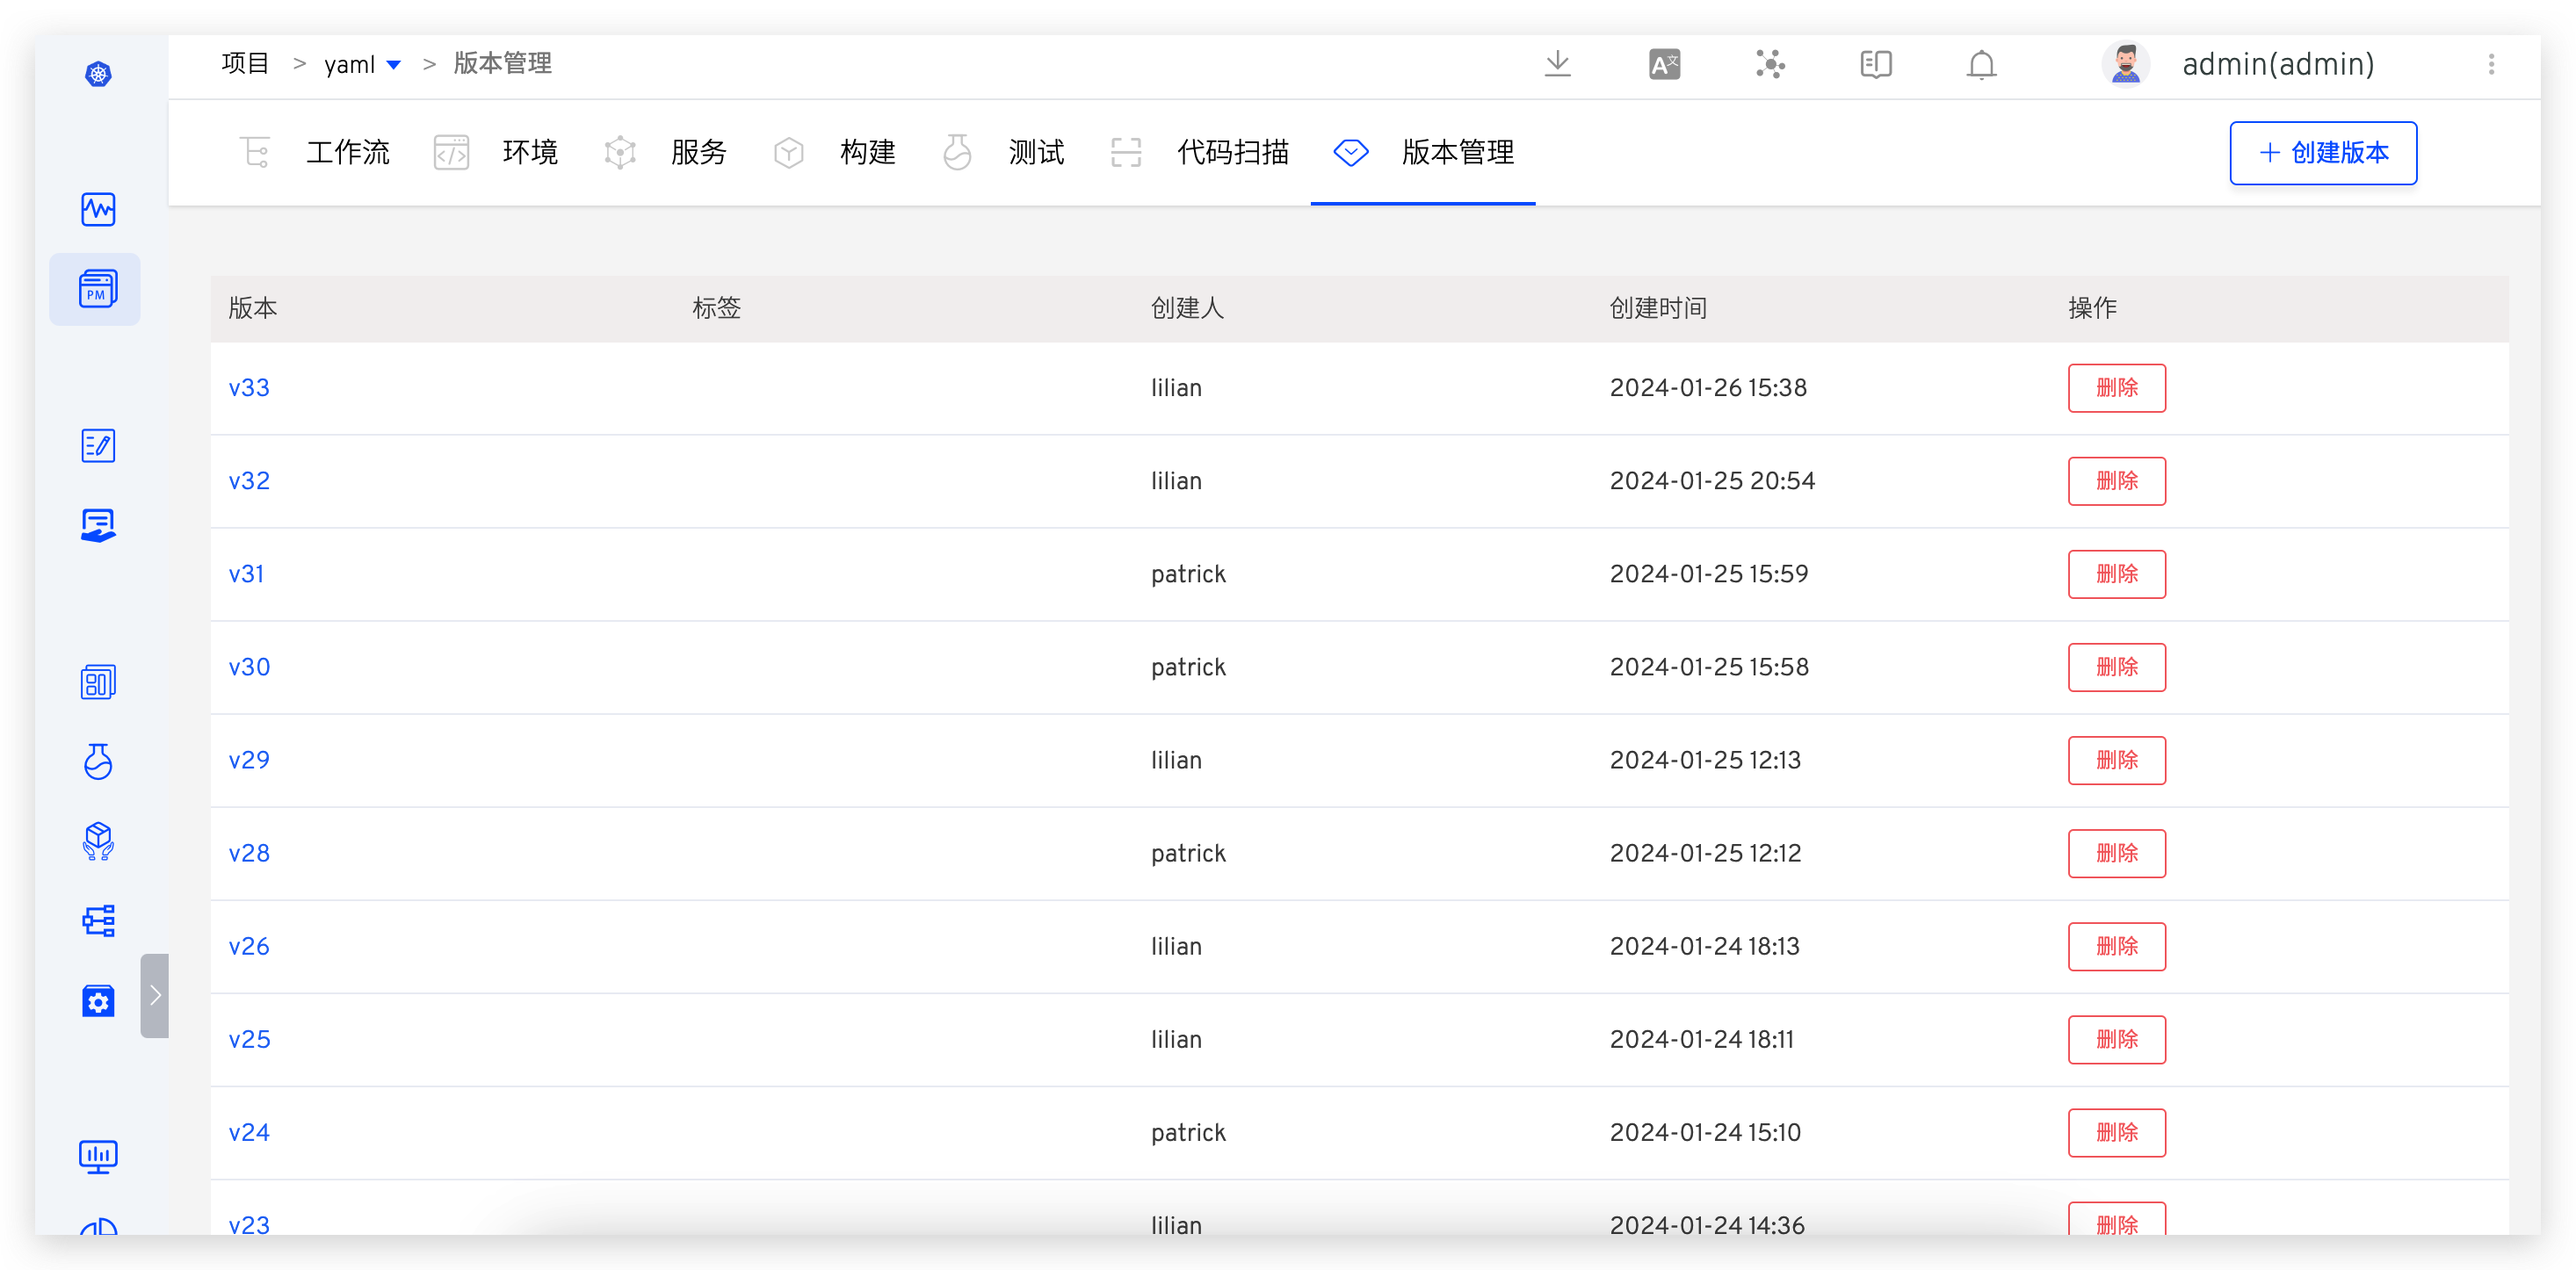 项目 > yaml > 版本管理
A文
admin(admin)
工作流 环境 服务 构建 测试 代码扫描 版本管理
+ 创建版本
PM
版本 标签 创建人 创建时间 操作
v33 lilian 2024-01-26 15:38 删除
v32 lilian 2024-01-25 20:54 删除
v31 patrick 2024-01-25 15:59 删除
v30 patrick 2024-01-25 15:58 删除
v29 lilian 2024-01-25 12:13 删除
v28 patrick 2024-01-25 12:12 删除
v26 lilian 2024-01-24 18:13 删除
v25 lilian 2024-01-24 18:11 删除
v24 patrick 2024-01-24 15:10 删除
v23 lilian 2024-01-24 14:36 删除